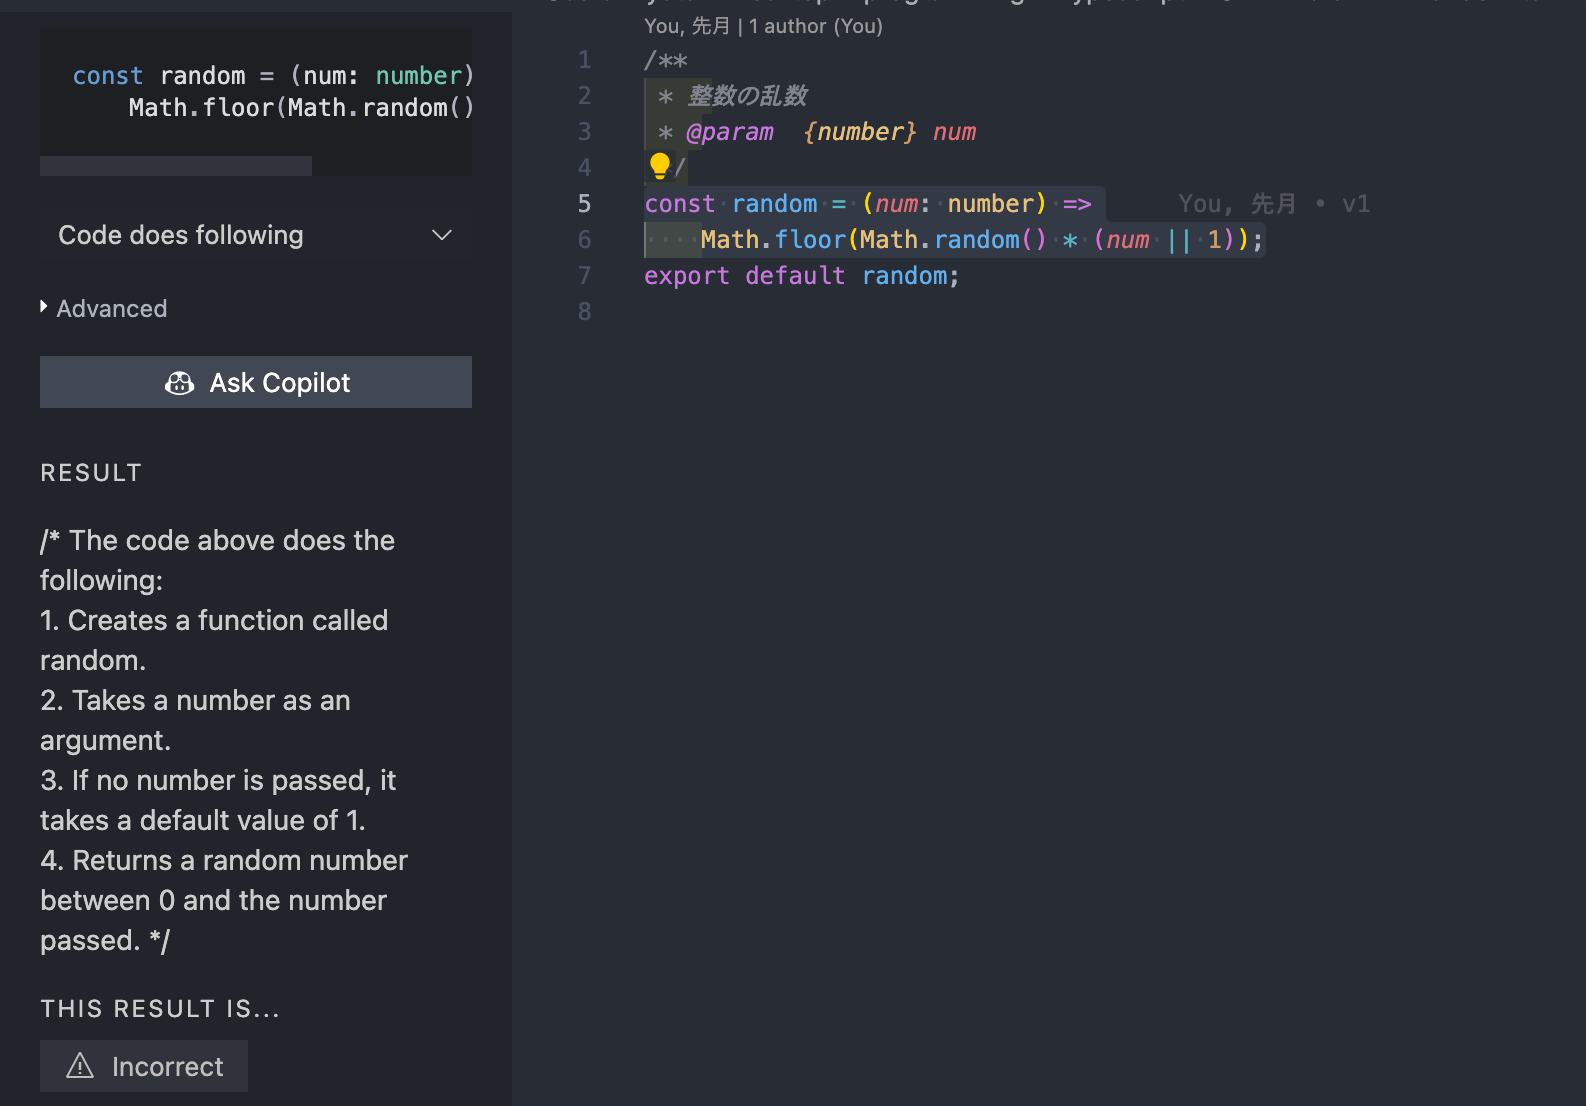 const random = (num: number)
Math.floor(Math.random()
Code does following
Advanced
Ask Copilot
RESULT
/* The code above does the
following:
1. Creates a function called
random.
2. Takes a number as an
argument.
3. If no number is passed, it
takes a default value of 1.
4. Returns a random number
between 0 and the number
passed. */
THIS RESULT IS...
Incorrect
You, 先月 | 1 author (You)
1 /**
2 * 整数の乱数
3 * @param {number} num
4 /
5 const random = (num: number) => You, 先月 • v1
6 Math.floor(Math.random() * (num || 1));
7 export default random;
8